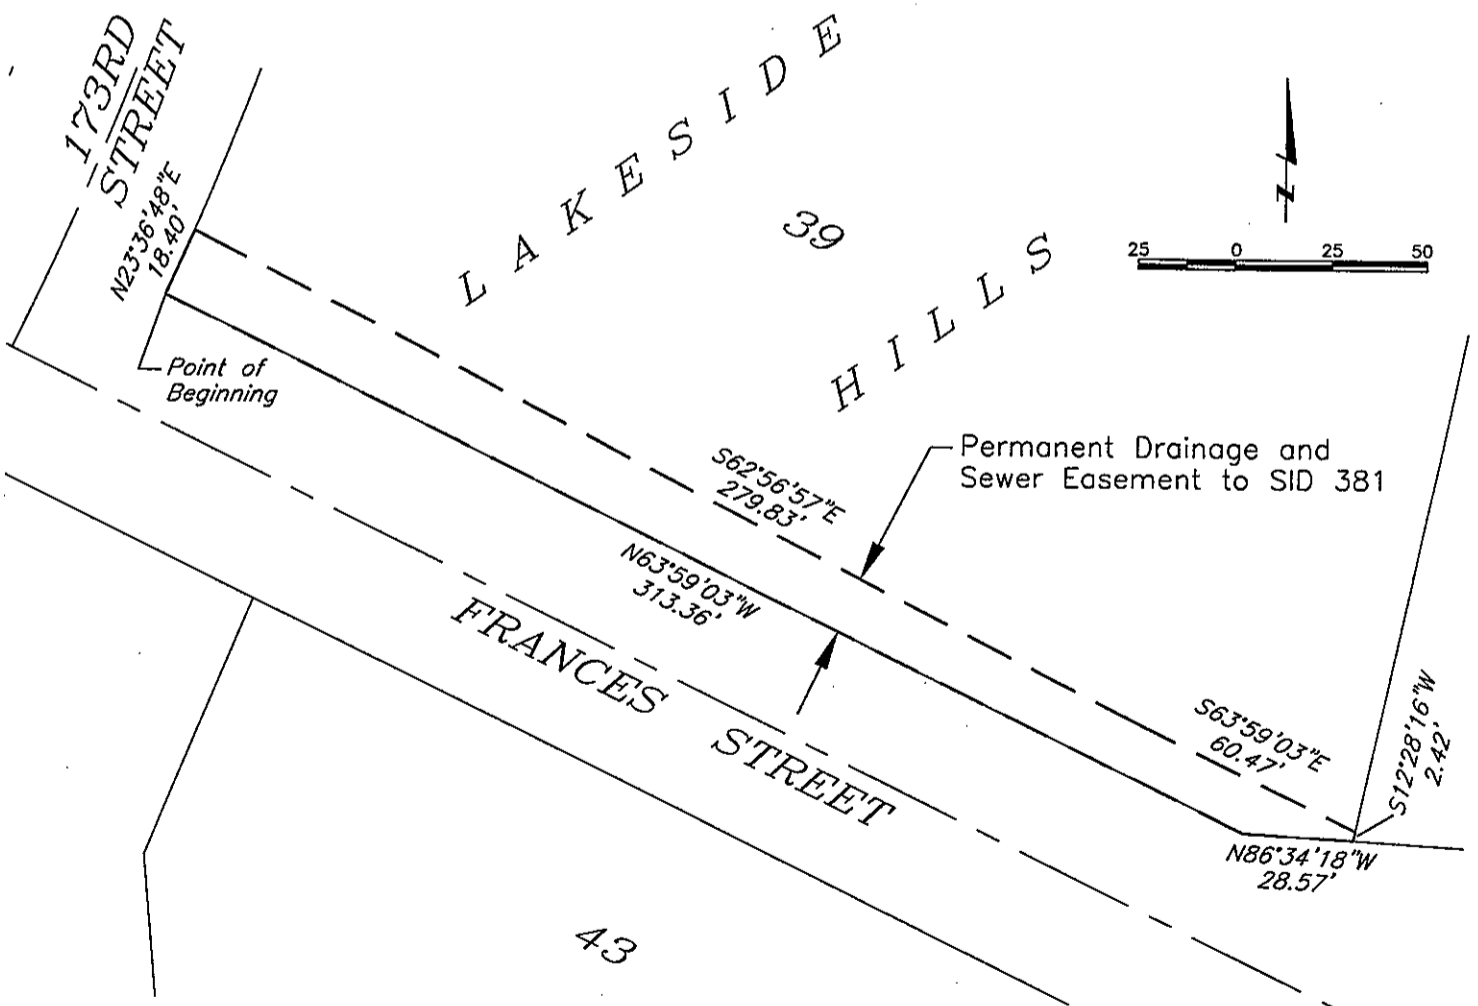 173RD
STREET
N23°36'48"E
18.40'
LAKESIDE
39
HILLS
N
25 0 25 50
Point of
Beginning
Permanent Drainage and
Sewer Easement to SID 381
S62°56'57"E
279.83'
N63°59'03"W
313.36'
FRANCES STREET
S63°59'03"E
60.47'
S12°28'16"W
2.42'
N86°34'18"W
28.57'
43